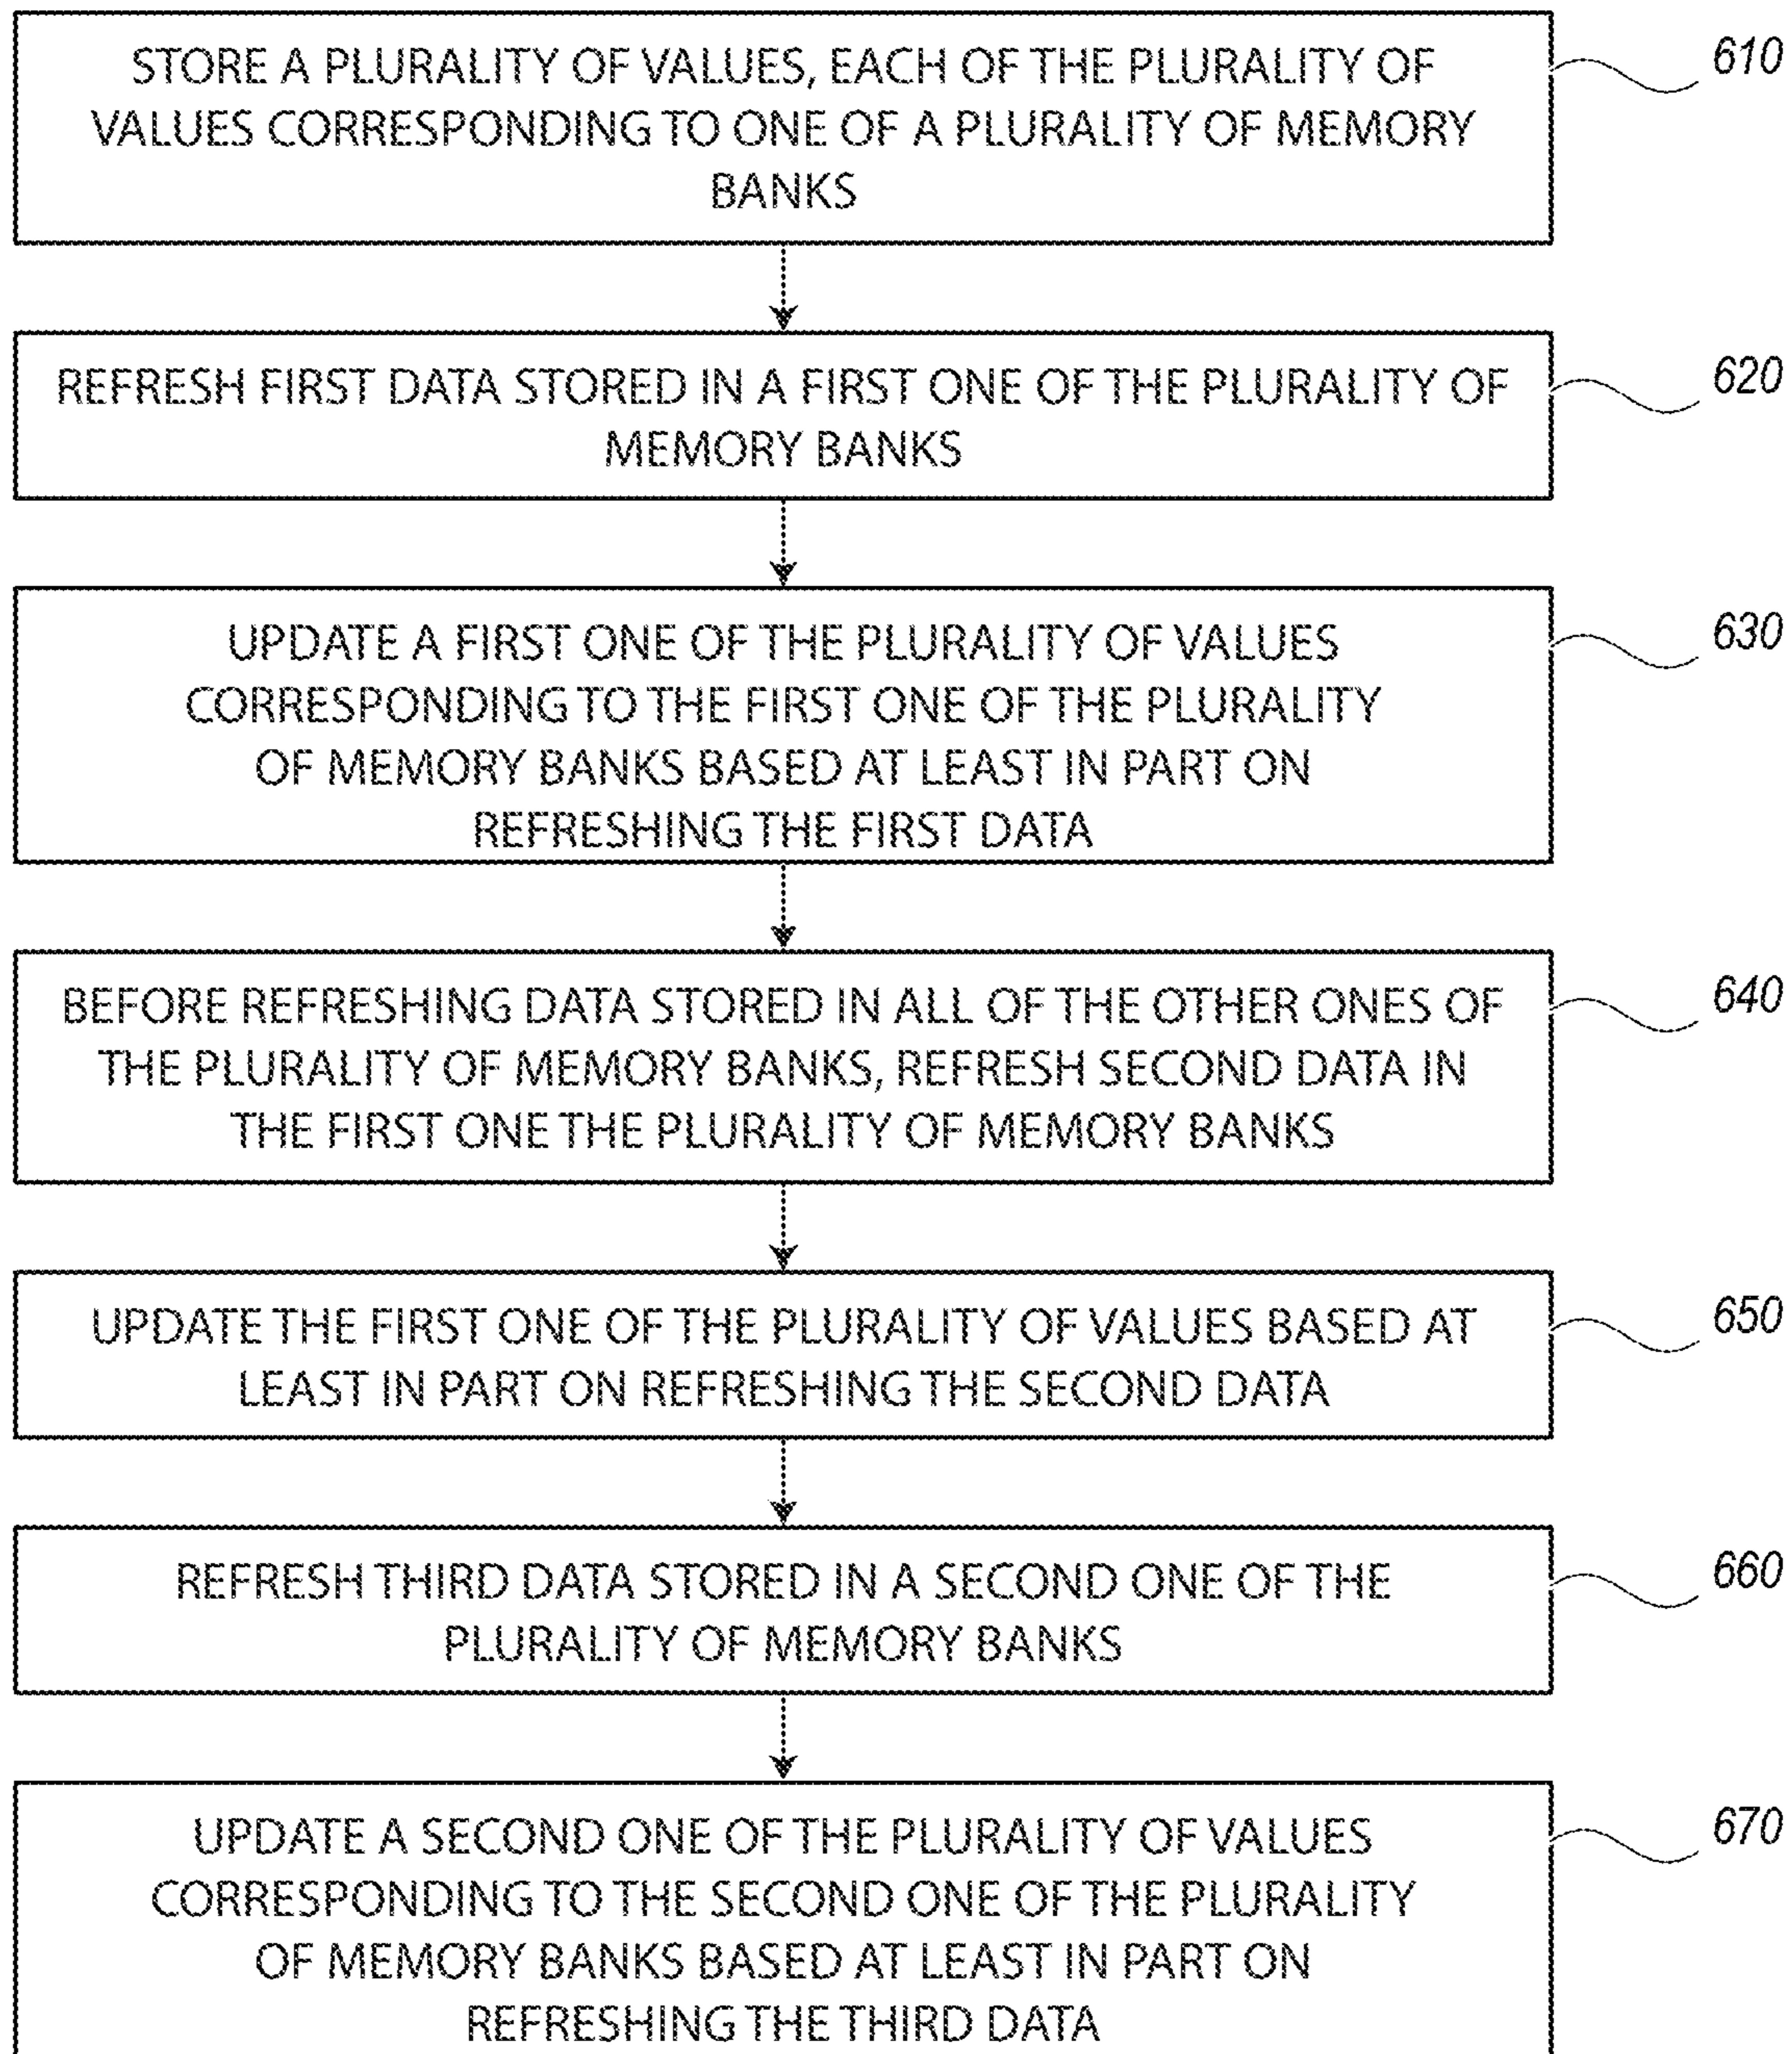 STORE A PLURALITY OF VALUES, EACH OF THE PLURALITY OF
VALUES CORRESPONDING TO ONE OF A PLURALITY OF MEMORY
BANKS
610
REFRESH FIRST DATA STORED IN A FIRST ONE OF THE PLURALITY OF
MEMORY BANKS
620
UPDATE A FIRST ONE OF THE PLURALITY OF VALUES
CORRESPONDING TO THE FIRST ONE OF THE PLURALITY
OF MEMORY BANKS BASED AT LEAST IN PART ON
REFRESHING THE FIRST DATA
630
BEFORE REFRESHING DATA STORED IN ALL OF THE OTHER ONES OF
THE PLURALITY OF MEMORY BANKS, REFRESH SECOND DATA IN
THE FIRST ONE THE PLURALITY OF MEMORY BANKS
640
UPDATE THE FIRST ONE OF THE PLURALITY OF VALUES BASED AT
LEAST IN PART ON REFRESHING THE SECOND DATA
650
REFRESH THIRD DATA STORED IN A SECOND ONE OF THE
PLURALITY OF MEMORY BANKS
660
UPDATE A SECOND ONE OF THE PLURALITY OF VALUES
CORRESPONDING TO THE SECOND ONE OF THE PLURALITY
OF MEMORY BANKS BASED AT LEAST IN PART ON
REFRESHING THE THIRD DATA
670